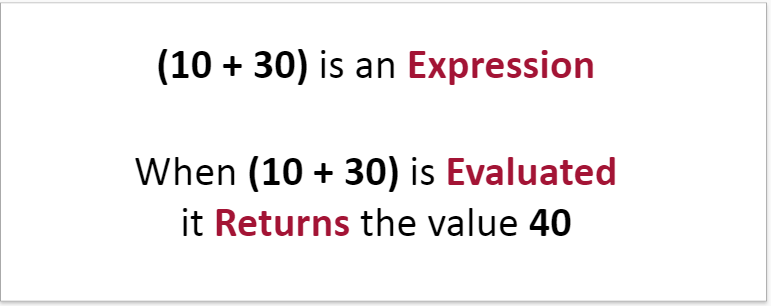 (10 + 30) is an Expression
When (10 + 30) is Evaluated
it Returns the value 40